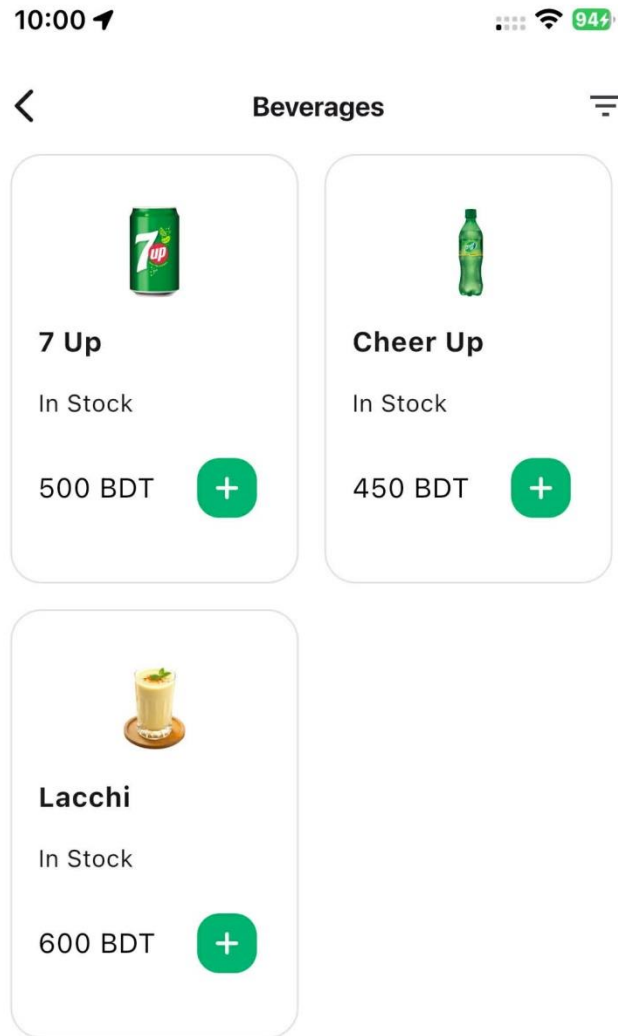 10:00
94
Beverages
7up
7 Up
In Stock
500 BDT
+
Cheer Up
In Stock
450 BDT
+
Lacchi
In Stock
600 BDT
+